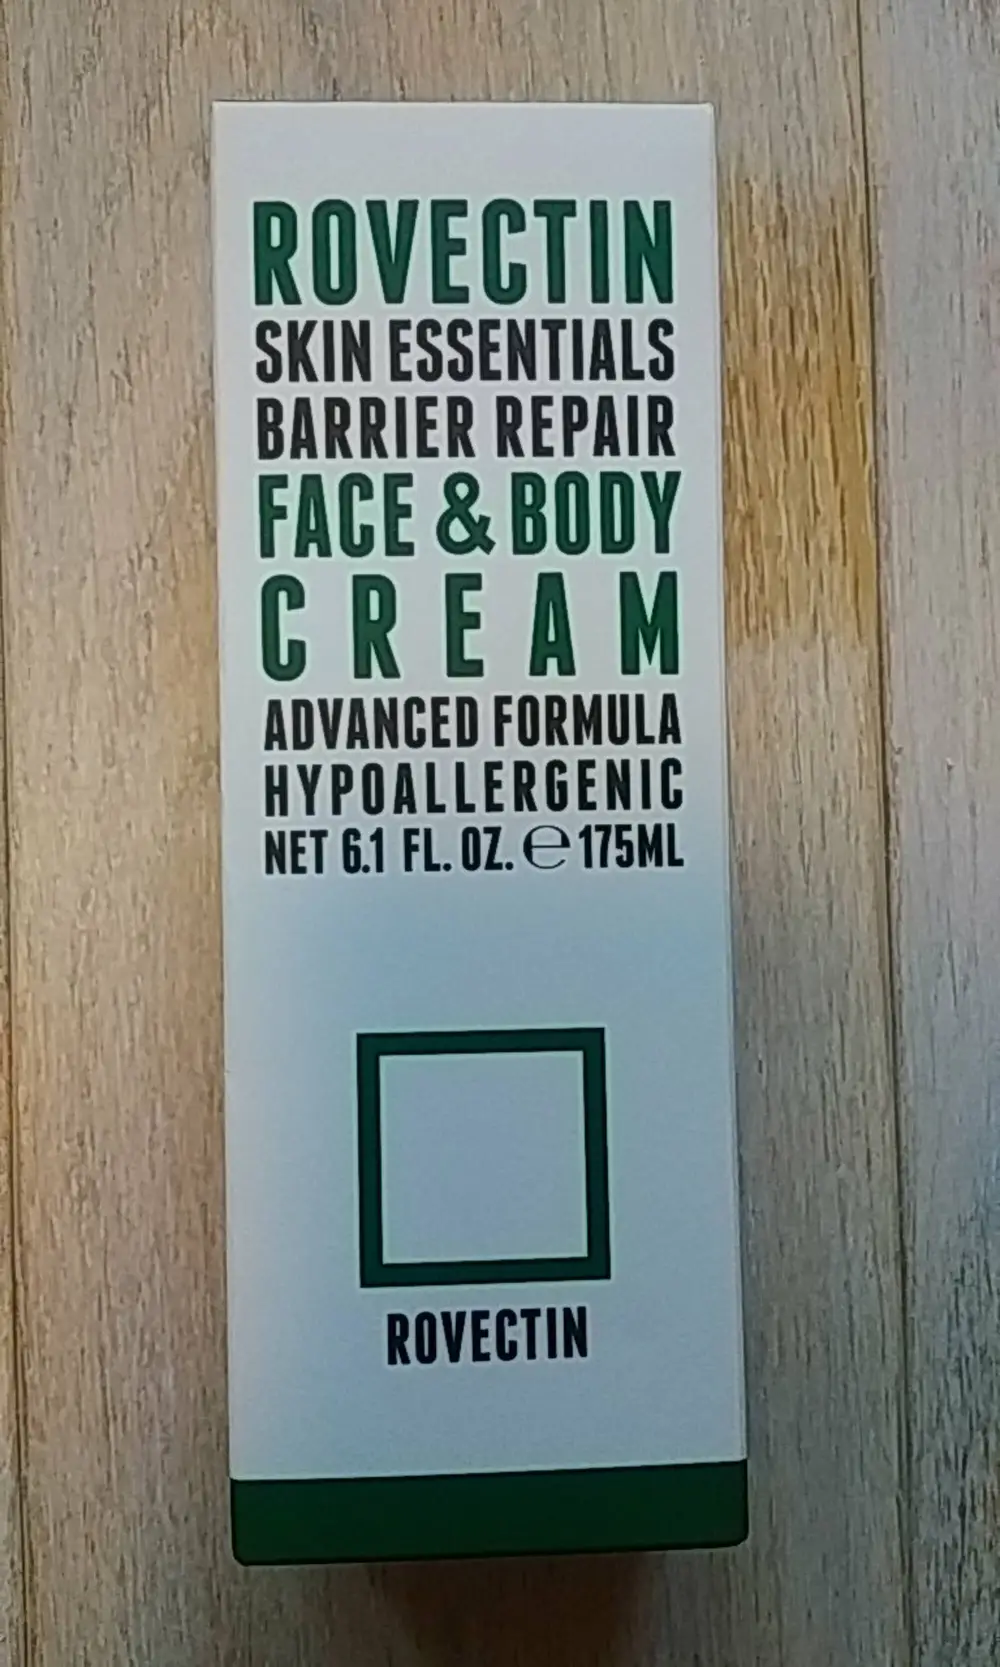 ROVECTIN
SKIN ESSENTIALS
BARRIER REPAIR
FACE & BODY
CREAM
ADVANCED FORMULA
HYPOALLERGENIC
NET 6.1 FL. OZ. ℮ 175ML
ROVECTIN